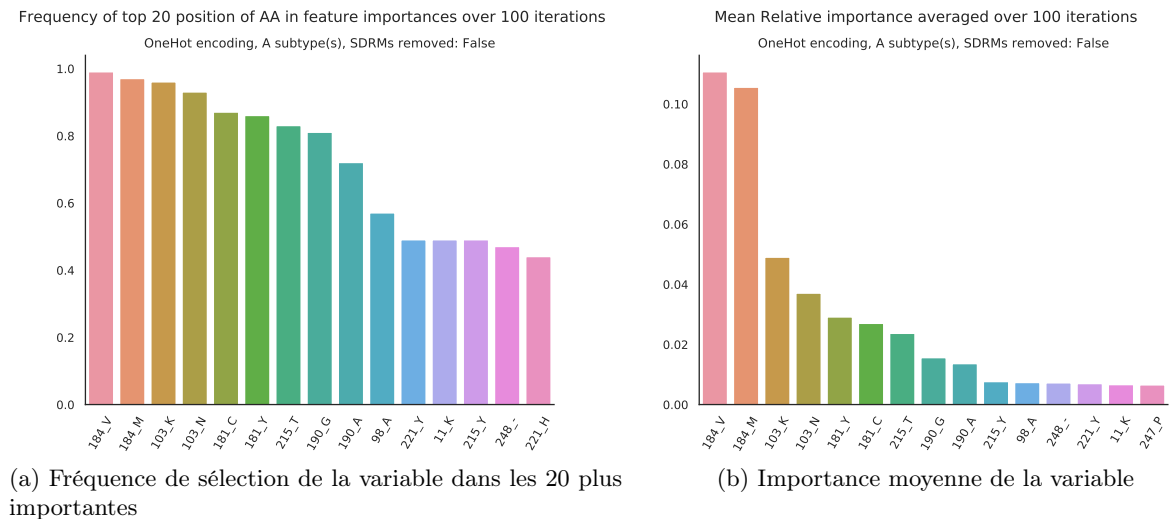 Frequency of top 20 position of AA in feature importances over 100 iterations
OneHot encoding, A subtype(s), SDRMs removed: False
1.0
0.8
0.6
0.4
0.2
0.0
184_V
184_M
103_K
103_N
181_C
181_Y
215_T
190_G
190_A
98_A
221_Y
11_K
215_Y
248_-
221_H
(a) Fréquence de sélection de la variable dans les 20 plus
importantes
Mean Relative importance averaged over 100 iterations
OneHot encoding, A subtype(s), SDRMs removed: False
0.10
0.08
0.06
0.04
0.02
0.00
184_V
184_M
103_K
103_N
181_Y
181_C
215_T
190_G
190_A
215_Y
98_A
248_-
221_Y
11_K
247_P
(b) Importance moyenne de la variable